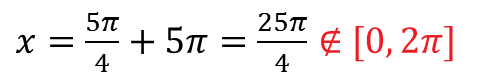 x = 5π/4 + 5π = 25π/4 ∉ [0, 2π]